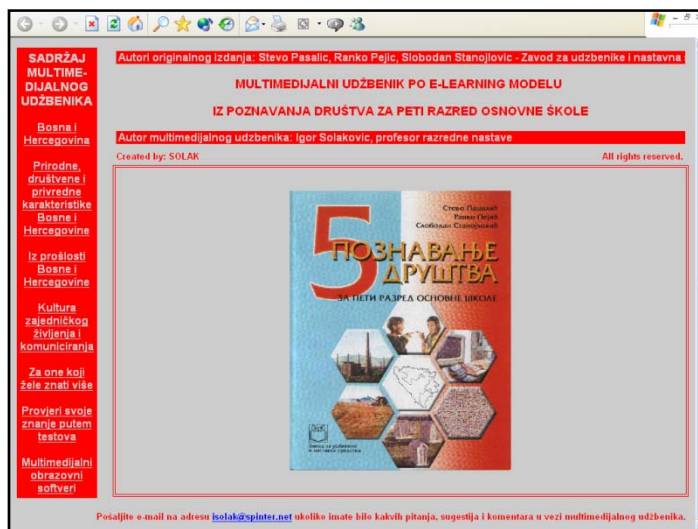 SADRŽAJ
MULTIME-
DIJALNOG
UDŽBENIKA
Bosna i
Hercegovina
Prirodne,
društvene i
privredne
karakteristike
Bosne i
Hercegovine
Iz prošlosti
Bosne i
Hercegovine
Kultura
zajedničkog
življenja i
komuniciranja
Za one koji
žele znati više
Provjeri svoje
znanje putem
testova
Multimedijalni
obrazovni
softveri
Autori originalnog izdanja: Stevo Pasalic, Ranko Pejic, Slobodan Stanojlovic - Zavod za udzbenike i nastavna
MULTIMEDIJALNI UDŽBENIK PO E-LEARNING MODELU
IZ POZNAVANJA DRUŠTVA ZA PETI RAZRED OSNOVNE ŠKOLE
Autor multimedijalnog udzbenika: Igor Solakovic, profesor razredne nastave
Created by: SOLAK All rights reserved.
Стево Пашалић
Ранко Пејић
Слободан Станојловић
5
ПОЗНАВАЊЕ
ДРУШТВА
ЗА ПЕТИ РАЗРЕД ОСНОВНЕ ШКОЛЕ
Завод за уџбенике
и наставна средства
Pošaljite e-mail na adresu isolak@spinter.net ukoliko imate bilo kakvih pitanja, sugestija i komentara u vezi multimedijalnog udžbenika.